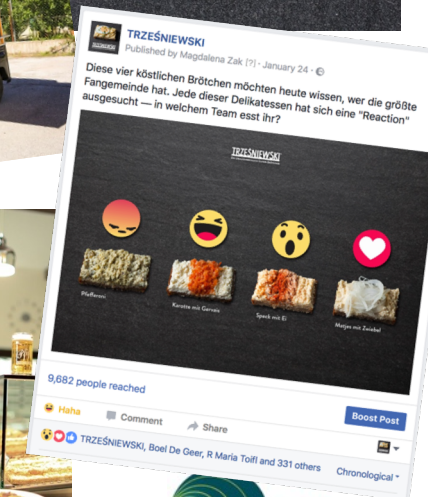 TRZEŚNIEWSKI
Published by Magdalena Zak [?] · January 24 ·
Diese vier köstlichen Brötchen möchten heute wissen, wer die größte
Fangemeinde hat. Jede dieser Delikatessen hat sich eine "Reaction"
ausgesucht — in welchem Team esst ihr?
TRZEŚNIEWSKI
Pfefferoni
Karotte mit Gervais
Speck mit Ei
Matjes mit Zwiebel
9,682 people reached
Boost Post
Haha
Comment
Share
TRZEŚNIEWSKI, Boel De Geer, R Maria Toifl and 331 others
Chronological